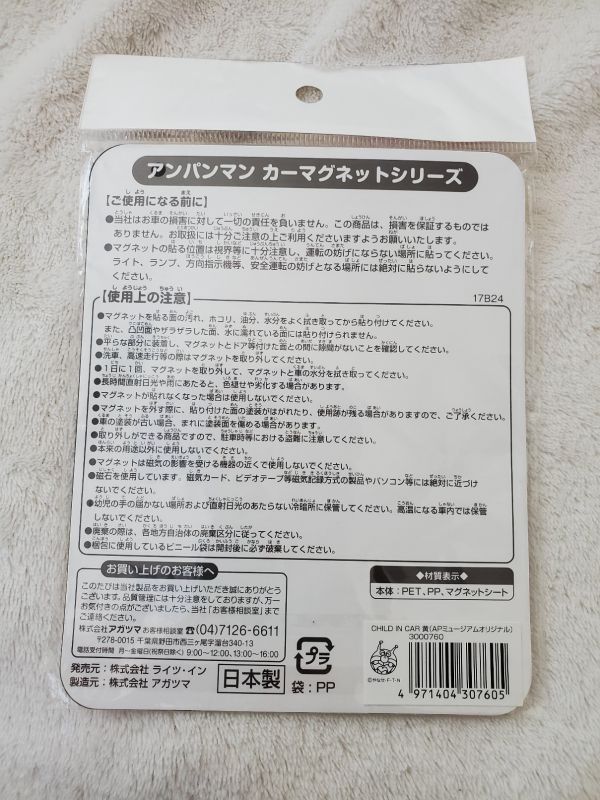 アンパンマン カーマグネットシリーズ
【ご使用になる前に】
●当社はお車の損害に対して一切の責任を負いません。この商品は、損害を保証するものでは
ありません。お取扱には十分ご注意の上ご利用くださいますようお願いいたします。
●マグネットの貼る位置は視界等に十分注意し、運転の妨げにならない場所に貼ってください。
ライト、ランプ、方向指示機等、安全運転の妨げとなる場所には絶対に貼らないようにして
ください。
17B24
【使用上の注意】
●マグネットを貼る面の汚れ、ホコリ、油分、水分をよく拭き取ってから貼り付けてください。
また、凸凹面やザラザラした面、水に濡れている面には貼り付けられません。
●平らな部分に装着し、マグネットとドア等付けた面との間に隙間がないことを確認してください。
●洗車、高速走行等の際はマグネットを取り外してください。
●1日に1回、マグネットを取り外して、マグネットと車の水分を拭き取ってください。
●長時間直射日光や雨にあたると、色褪せや劣化する場合があります。
●マグネットが貼れなくなった場合は使用しないでください。
●マグネットを外す際に、貼り付けた面の塗装がはがれたり、使用跡が残る場合がありますので、ご了承ください。
●車の塗装が古い場合、まれに塗装面を傷める場合があります。
●取り外しができる商品ですので、駐車時等における盗難に注意してください。
●本来の用途以外に使用しないでください。
●マグネットは磁気の影響を受ける機器の近くで使用しないでください。
●磁石を使用しています。磁気カード、ビデオテープ等磁気記録方式の製品やパソコン等には絶対に近づけ
ないでください。
●幼児の手の届かない場所および直射日光のあたらない冷暗所に保管してください。高温になる車内では保管
しないでください。
●廃棄の際は、各地方自治体の廃棄区分に従ってください。
●梱包に使用しているビニール袋は開封後に必ず破棄してください。
お買い上げのお客様へ
このたびは当社製品をお買い上げいただき誠にありがとう
ございます。品質管理には十分注意をしておりますが、万一
お気付きの点がございましたら、当社「お客様相談室」まで
ご連絡ください。
株式会社アガツマ お客様相談室 ☎(04)7126-6611
〒278-0015 千葉県野田市西三ヶ尾字溜台340-13
電話受付時間 月～金曜日(祝祭日除く) 9:00～12:00、13:00～16:00
発売元：株式会社 ライツ・イン
製造元：株式会社 アガツマ
日本製
プラ
袋：PP
◆材質表示◆
本体：PET、PP、マグネットシート
CHILD IN CAR 黄(APミュージアムオリジナル)
3000760
©やなせ・F・T・N
4 971404 307605